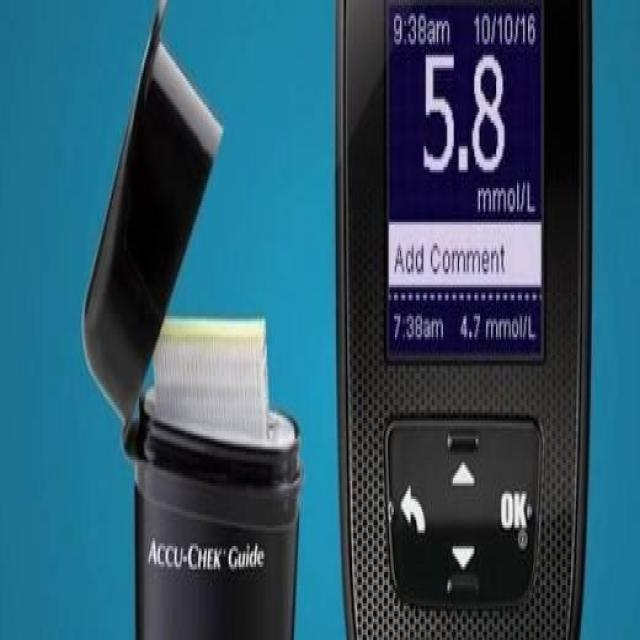 9:38am 10/10/16
5.8
mmol/L
Add Comment
7:38am 4.7 mmol/L
OK
ACCU-CHEK Guide